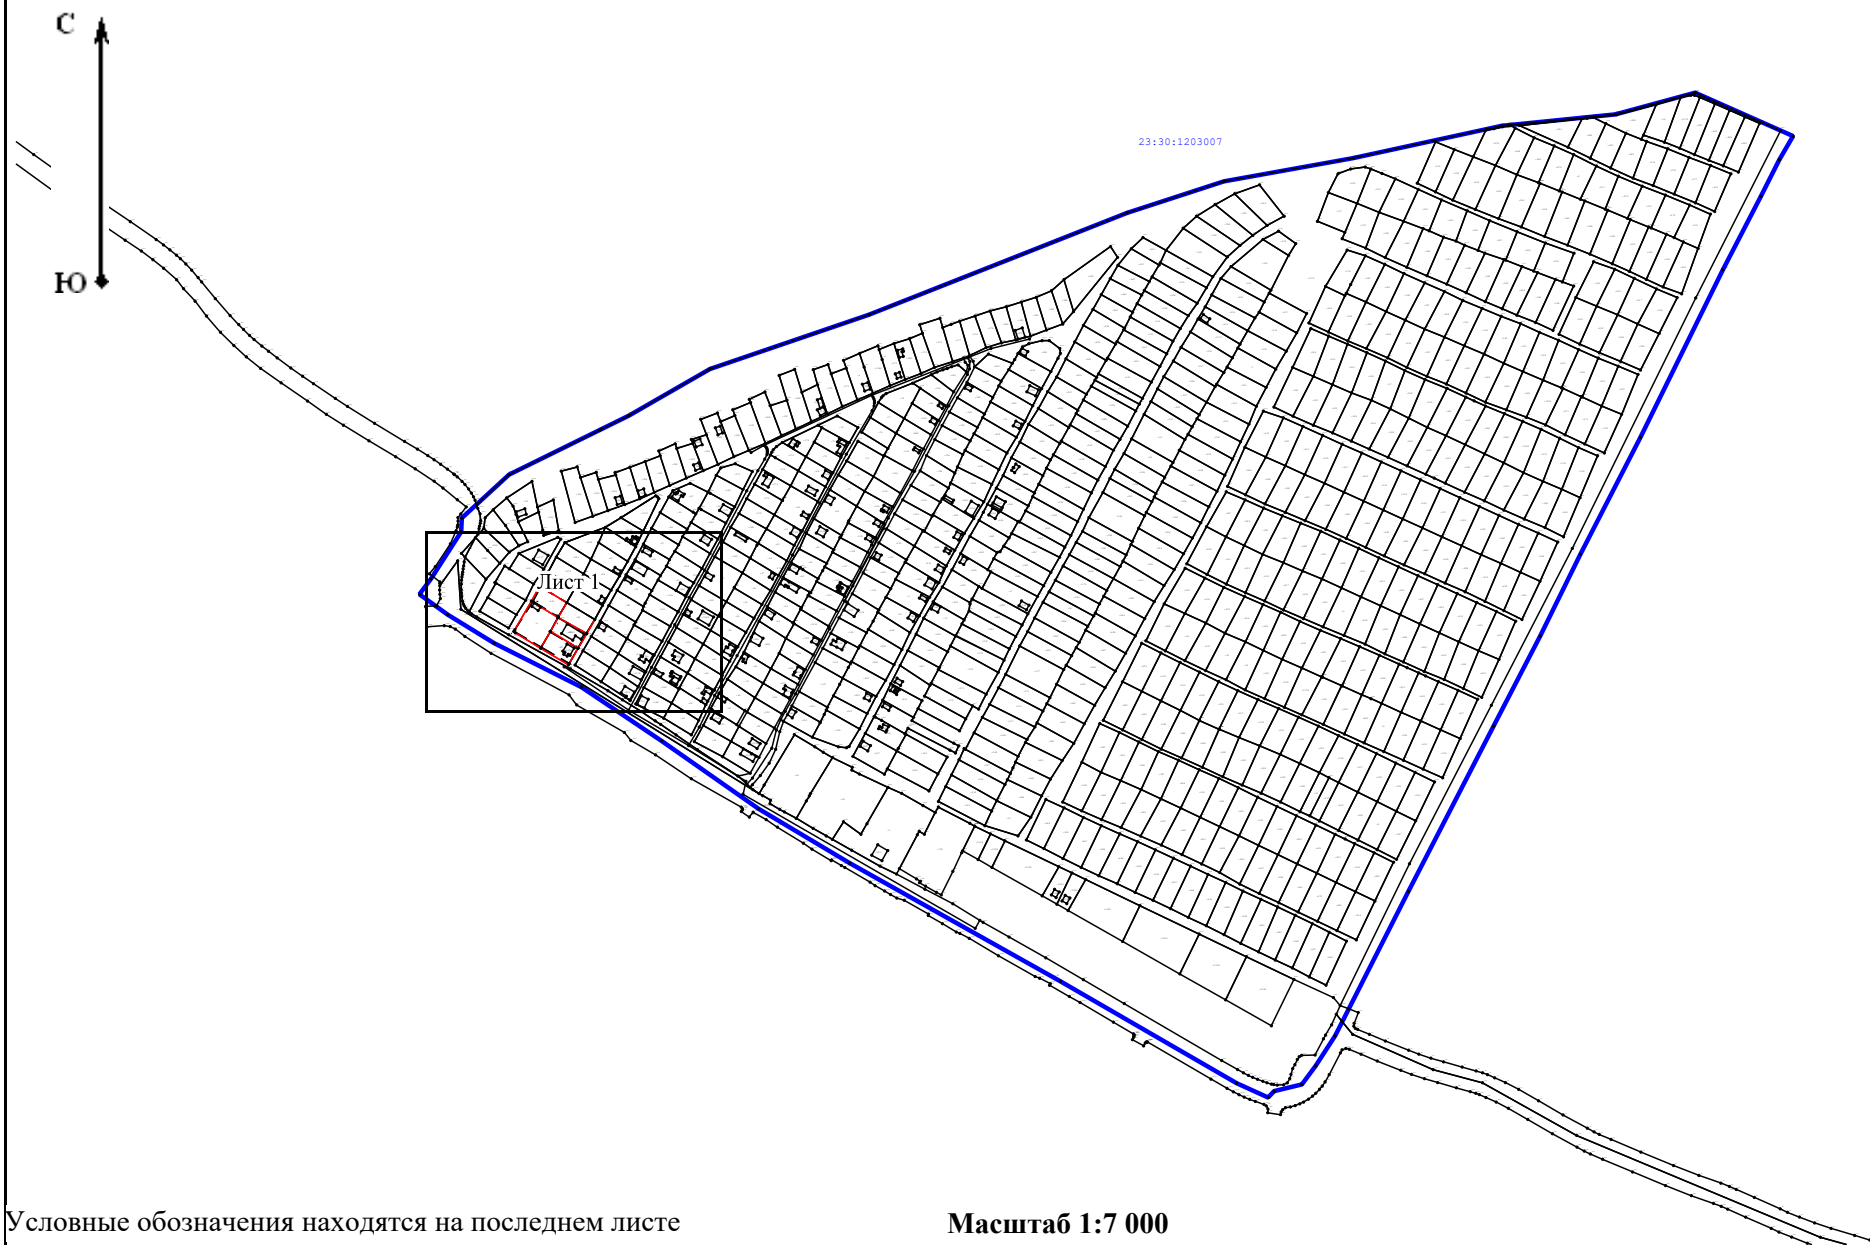 С
23:30:1203007
Ю
Лист 1
Условные обозначения находятся на последнем листе
Масштаб 1:7 000